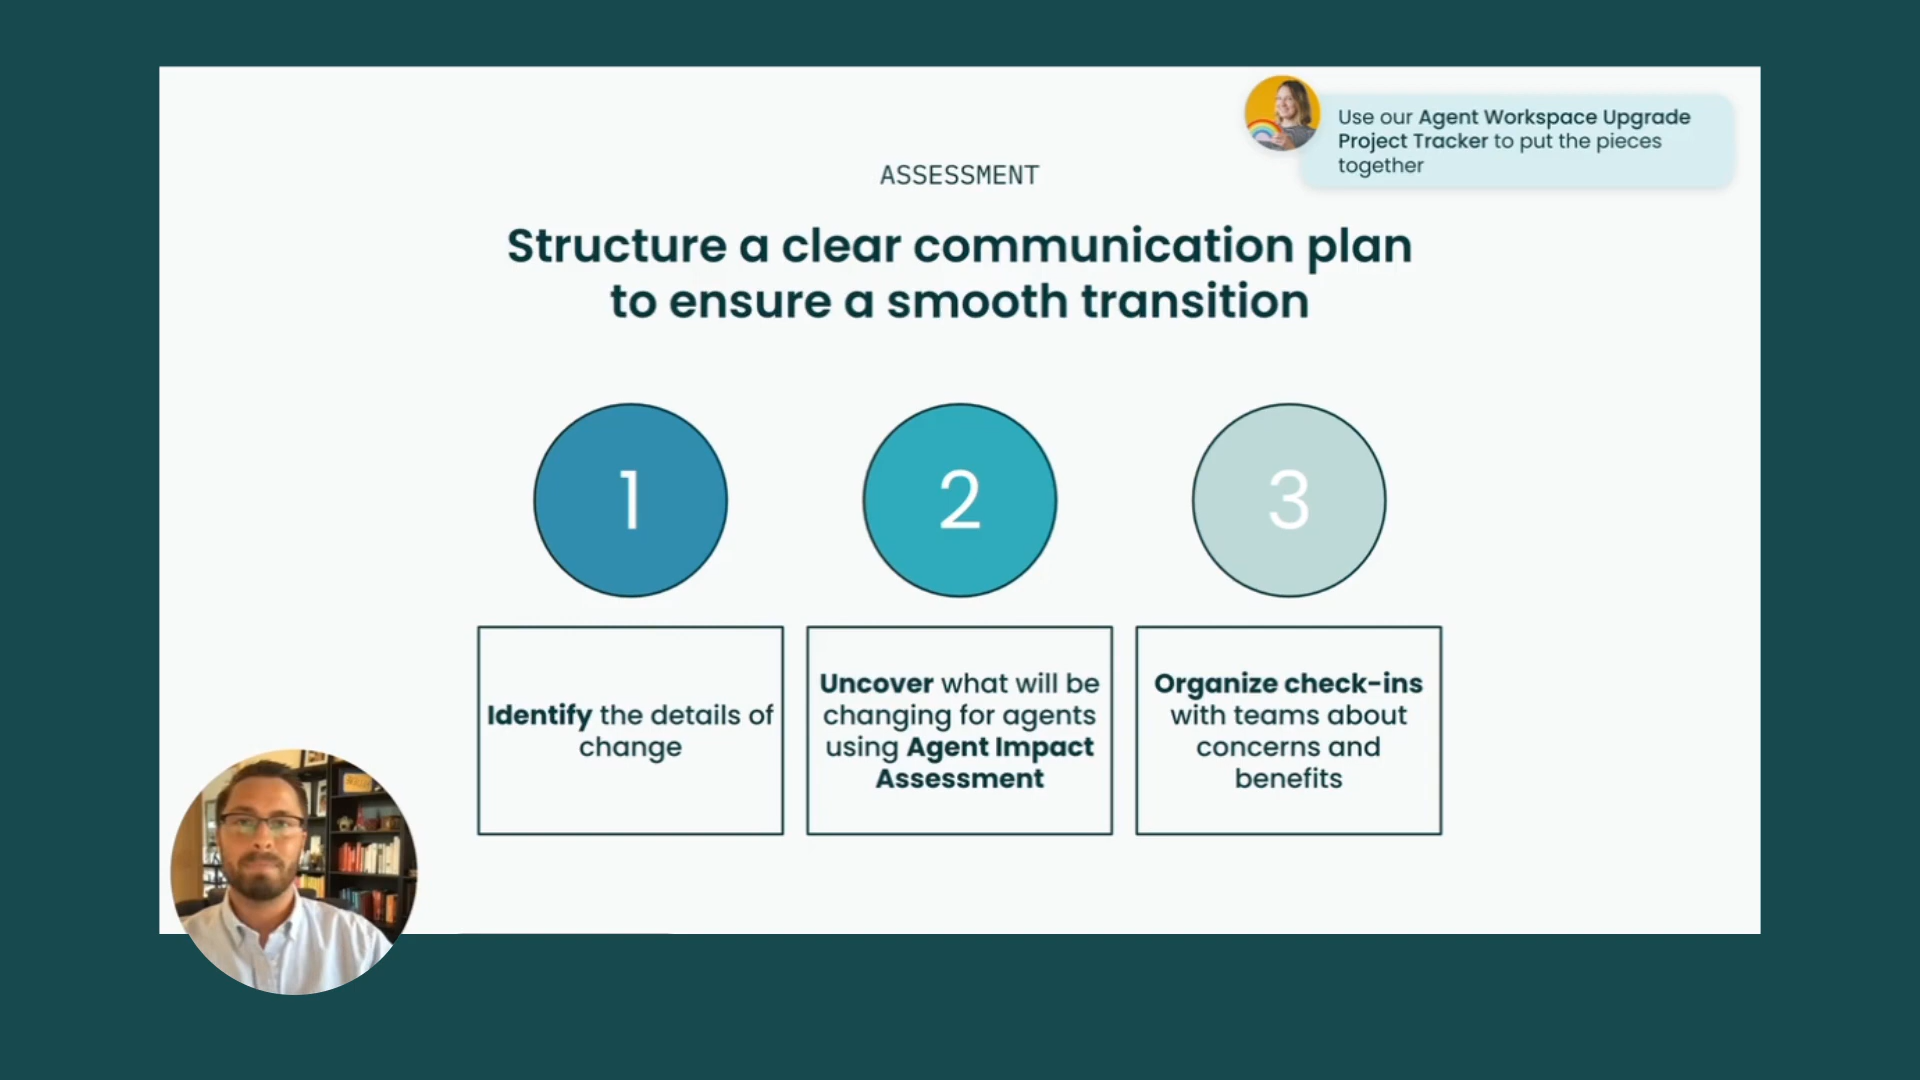 Use our Agent Workspace Upgrade
Project Tracker to put the pieces
together
ASSESSMENT
Structure a clear communication plan
to ensure a smooth transition
1
2
3
Identify the details of
change
Uncover what will be
changing for agents
using Agent Impact
Assessment
Organize check-ins
with teams about
concerns and
benefits